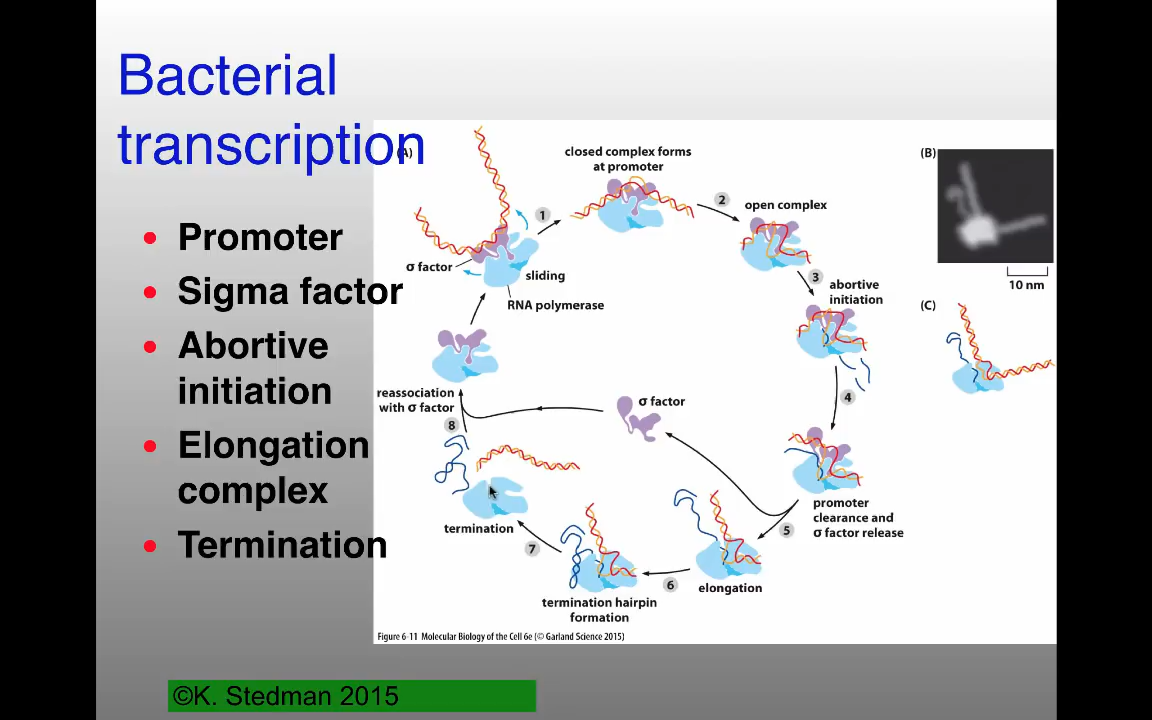 Bacterial
transcription
• Promoter
• Sigma factor
• Abortive
initiation
• Elongation
complex
• Termination
(A)
closed complex forms
at promoter
1
2
open complex
σ factor
sliding
RNA polymerase
3
abortive
initiation
4
reassociation
with σ factor
8
σ factor
promoter
clearance and
σ factor release
5
termination
7
elongation
6
termination hairpin
formation
(B)
10 nm
(C)
Figure 6-11 Molecular Biology of the Cell 6e (© Garland Science 2015)
©K. Stedman 2015